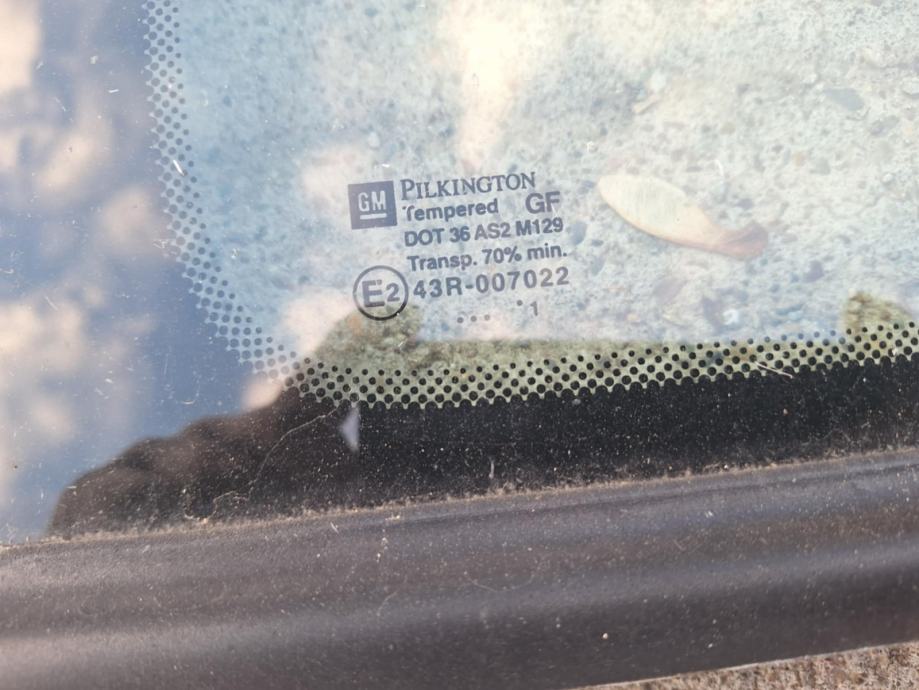 GM PILKINGTON
Tempered GF
DOT 36 AS2 M129
Transp. 70% min.
E2 43R-007022
... 1